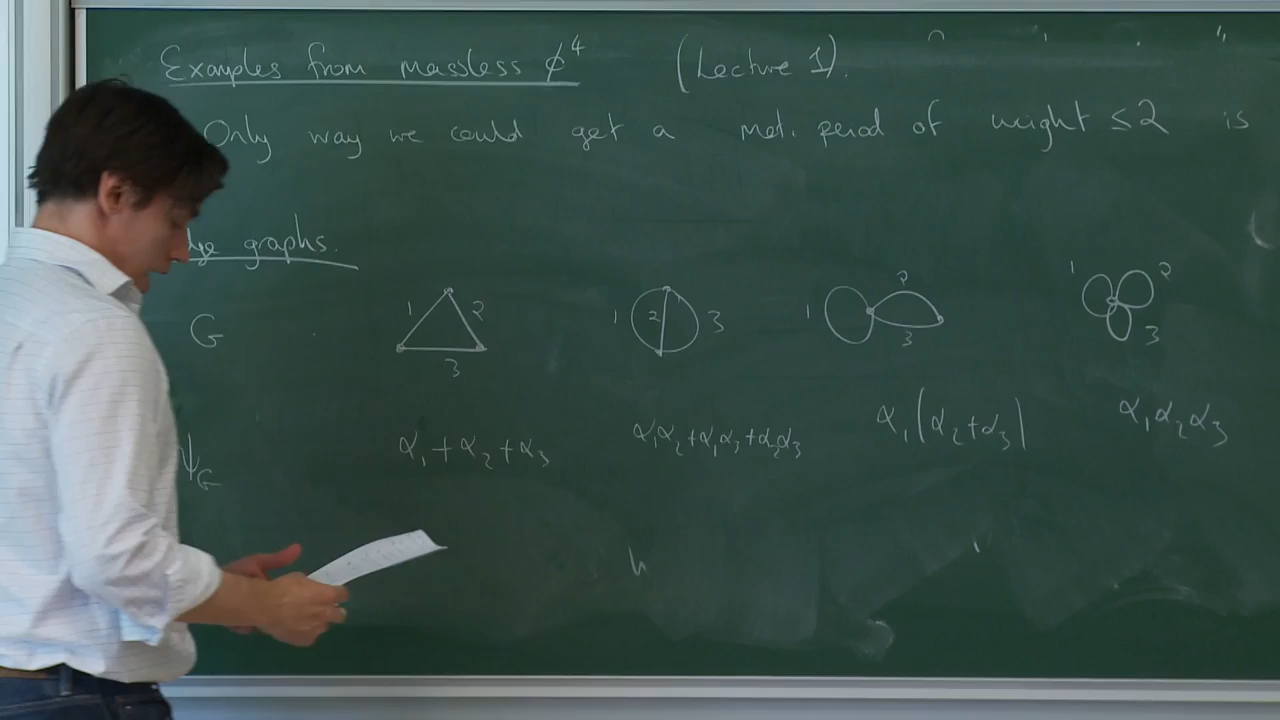 Examples from massless ϕ⁴ (Lecture 1).
Only way we could get a mot. period of weight ≤2 is
graphs.
G
1 2 3
1 2 3
1 2 3
1 2 3
ψ_G
α₁+α₂+α₃
α₁α₂+α₁α₃+α₂α₃
α₁(α₂+α₃)
α₁α₂α₃